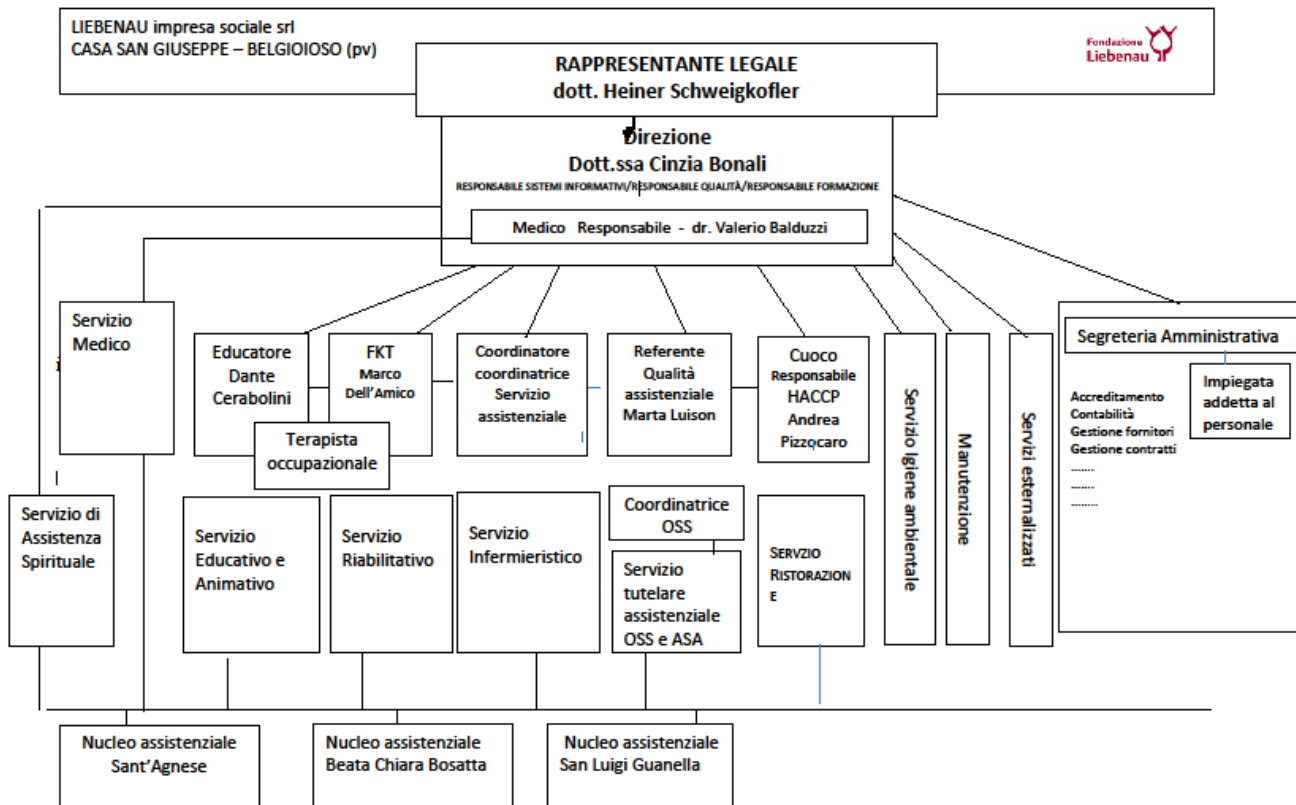 LIEBENAU impresa sociale srl
CASA SAN GIUSEPPE – BELGIOIOSO (pv)
Fondazione
Liebenau
RAPPRESENTANTE LEGALE
dott. Heiner Schweigkofler
Direzione
Dott.ssa Cinzia Bonali
RESPONSABILE SISTEMI INFORMATIVI/RESPONSABILE QUALITÀ/RESPONSABILE FORMAZIONE
Medico Responsabile - dr. Valerio Balduzzi
Servizio
Medico
i
Educatore
Dante
Cerabolini
FKT
Marco
Dell'Amico
Terapista
occupazionale
Coordinatore
coordinatrice
Servizio
assistenziale
Referente
Qualità
assistenziale
Marta Luison
Cuoco
Responsabile
HACCP
Andrea
Pizzocaro
Servizio Igiene ambientale
Manutenzione
Servizi esternalizzati
Segreteria Amministrativa
Impiegata
addetta al
personale
Accreditamento
Contabilità
Gestione fornitori
Gestione contratti
........
.......
.........
Servizio di
Assistenza
Spirituale
Servizio
Educativo e
Animativo
Servizio
Riabilitativo
Servizio
Infermieristico
Coordinatrice
OSS
Servizio
tutelare
assistenziale
OSS e ASA
SERVZIO
RISTORAZION
E
Nucleo assistenziale
Sant'Agnese
Nucleo assistenziale
Beata Chiara Bosatta
Nucleo assistenziale
San Luigi Guanella